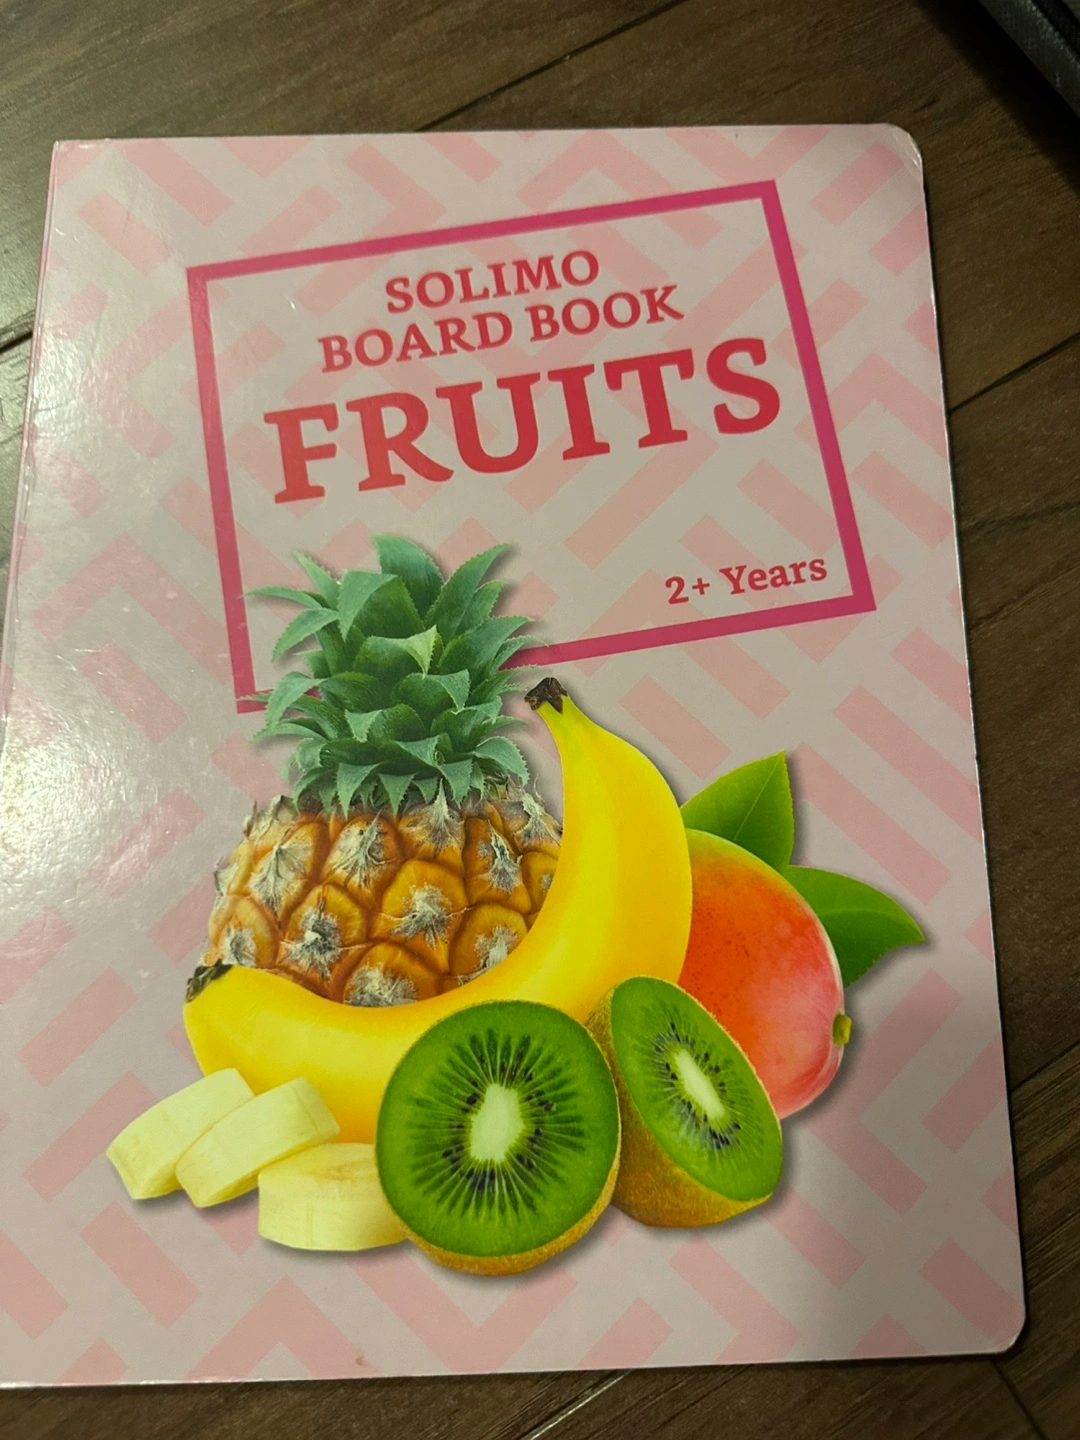 SOLIMO
BOARD BOOK
FRUITS
2+ Years